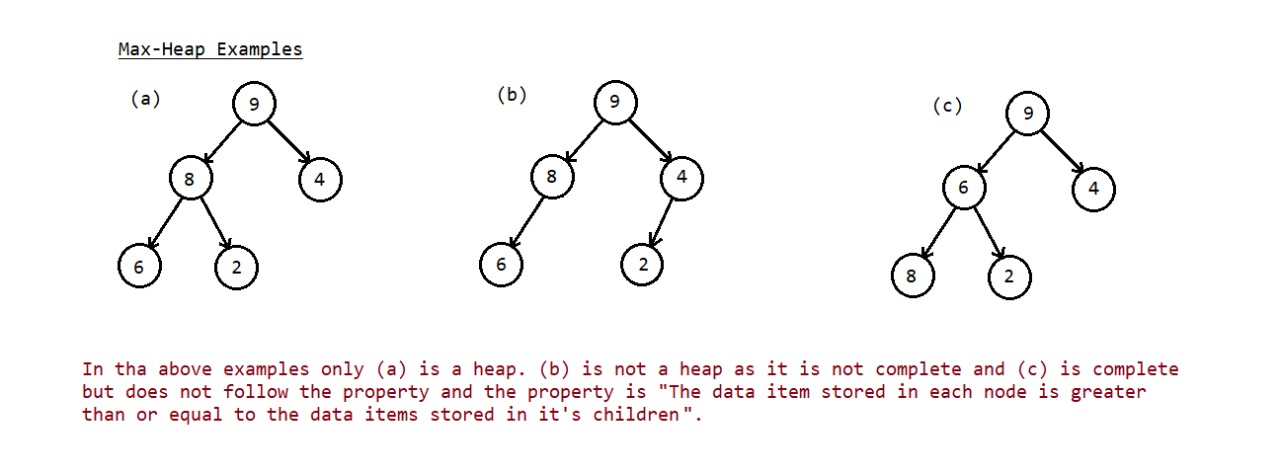 Max-Heap Examples
(a)
9
8
4
6
2
(b)
9
8
4
6
2
(c)
9
6
4
8
2
In tha above examples only (a) is a heap. (b) is not a heap as it is not complete and (c) is complete
but does not follow the property and the property is "The data item stored in each node is greater
than or equal to the data items stored in it's children".